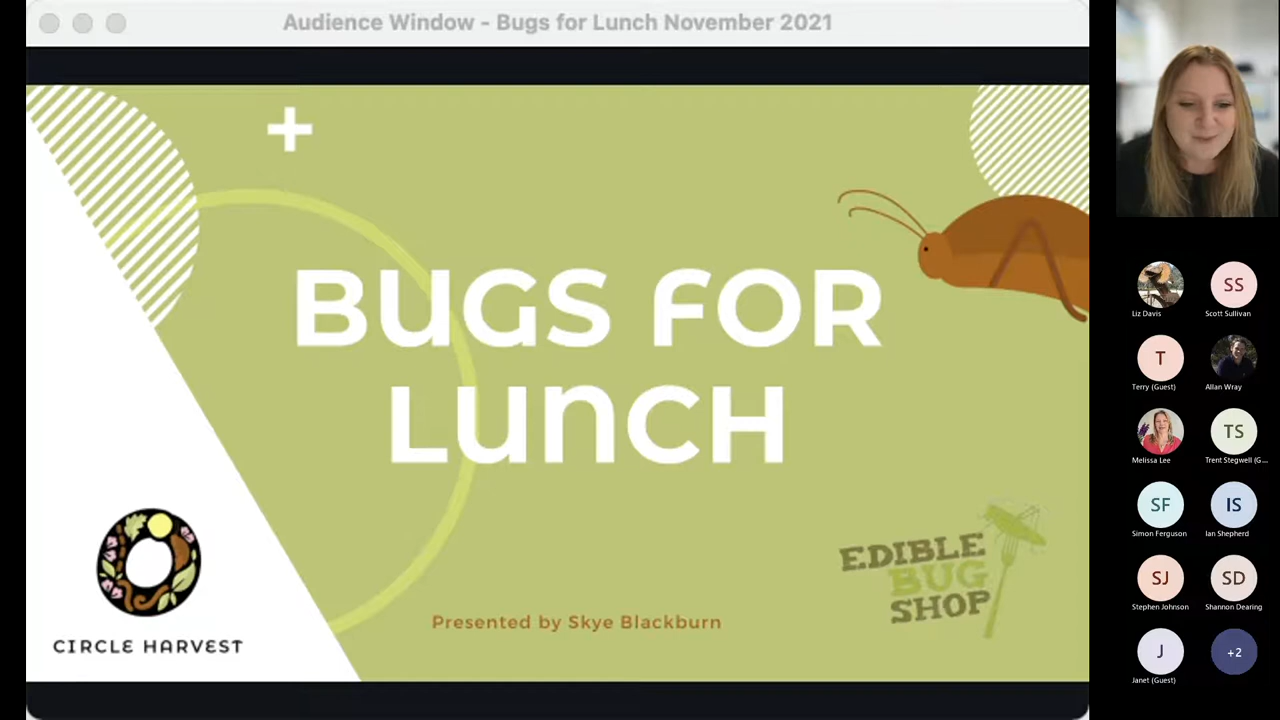 Audience Window - Bugs for Lunch November 2021
BUGS FOR
LUNCH
EDIBLE
BUG
SHOP
Presented by Skye Blackburn
CIRCLE HARVEST
Liz Davis
SS
Scott Sullivan
T
Terry (Guest)
Allan Wray
Melissa Lee
TS
Trent Stegwell (G...
SF
Simon Ferguson
IS
Ian Shepherd
SJ
Stephen Johnson
SD
Shannon Dearing
J
Janet (Guest)
+2